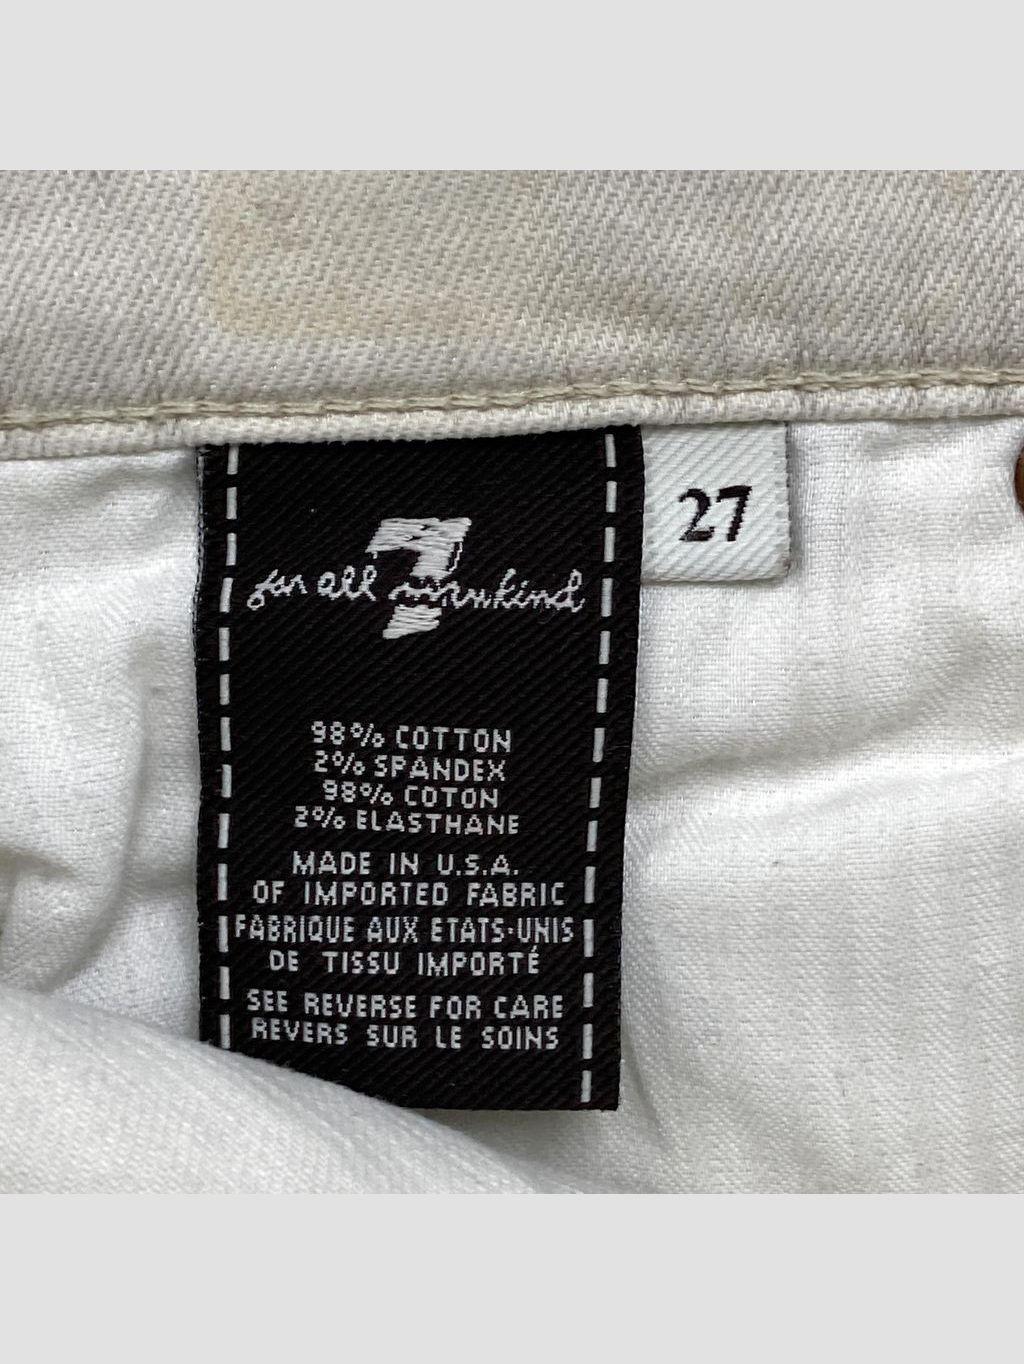 7
for all mankind
27
98% COTTON
2% SPANDEX
98% COTON
2% ELASTHANE
MADE IN U.S.A.
OF IMPORTED FABRIC
FABRIQUE AUX ETATS-UNIS
DE TISSU IMPORTÉ
SEE REVERSE FOR CARE
REVERS SUR LE SOINS